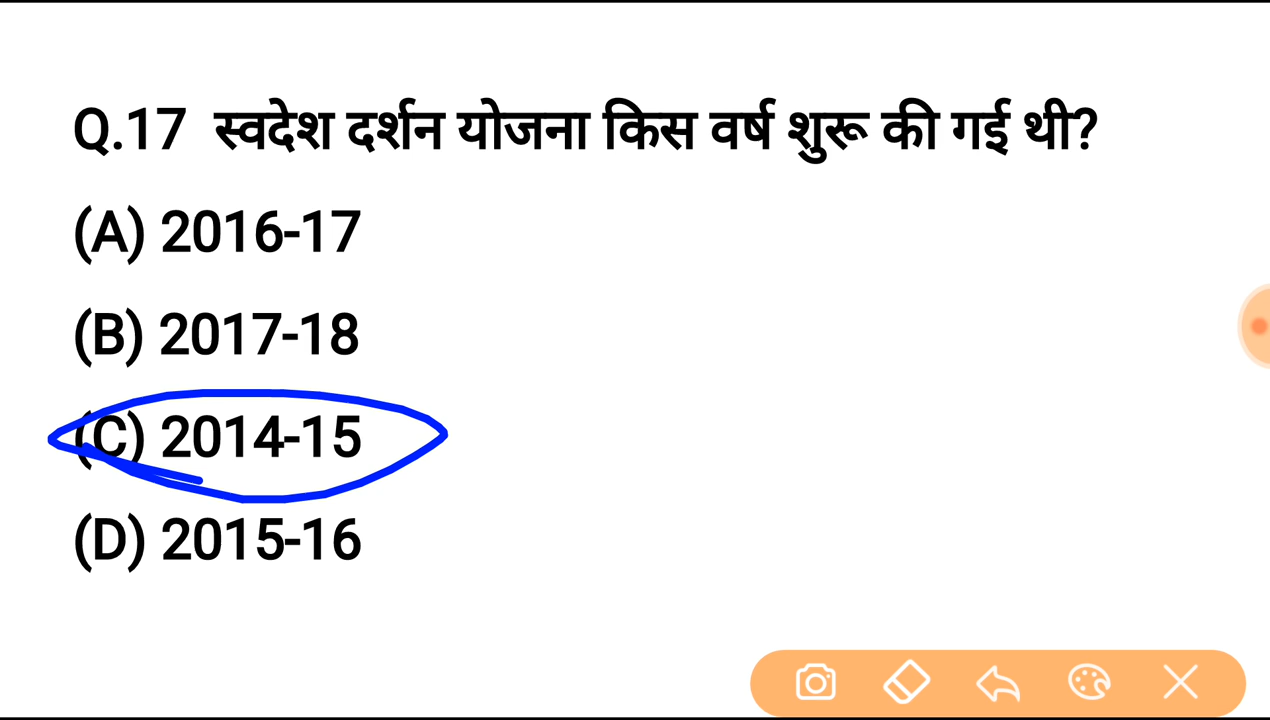 Q.17 स्वदेश दर्शन योजना किस वर्ष शुरू की गई थी?
(A) 2016-17
(B) 2017-18
(C) 2014-15
(D) 2015-16